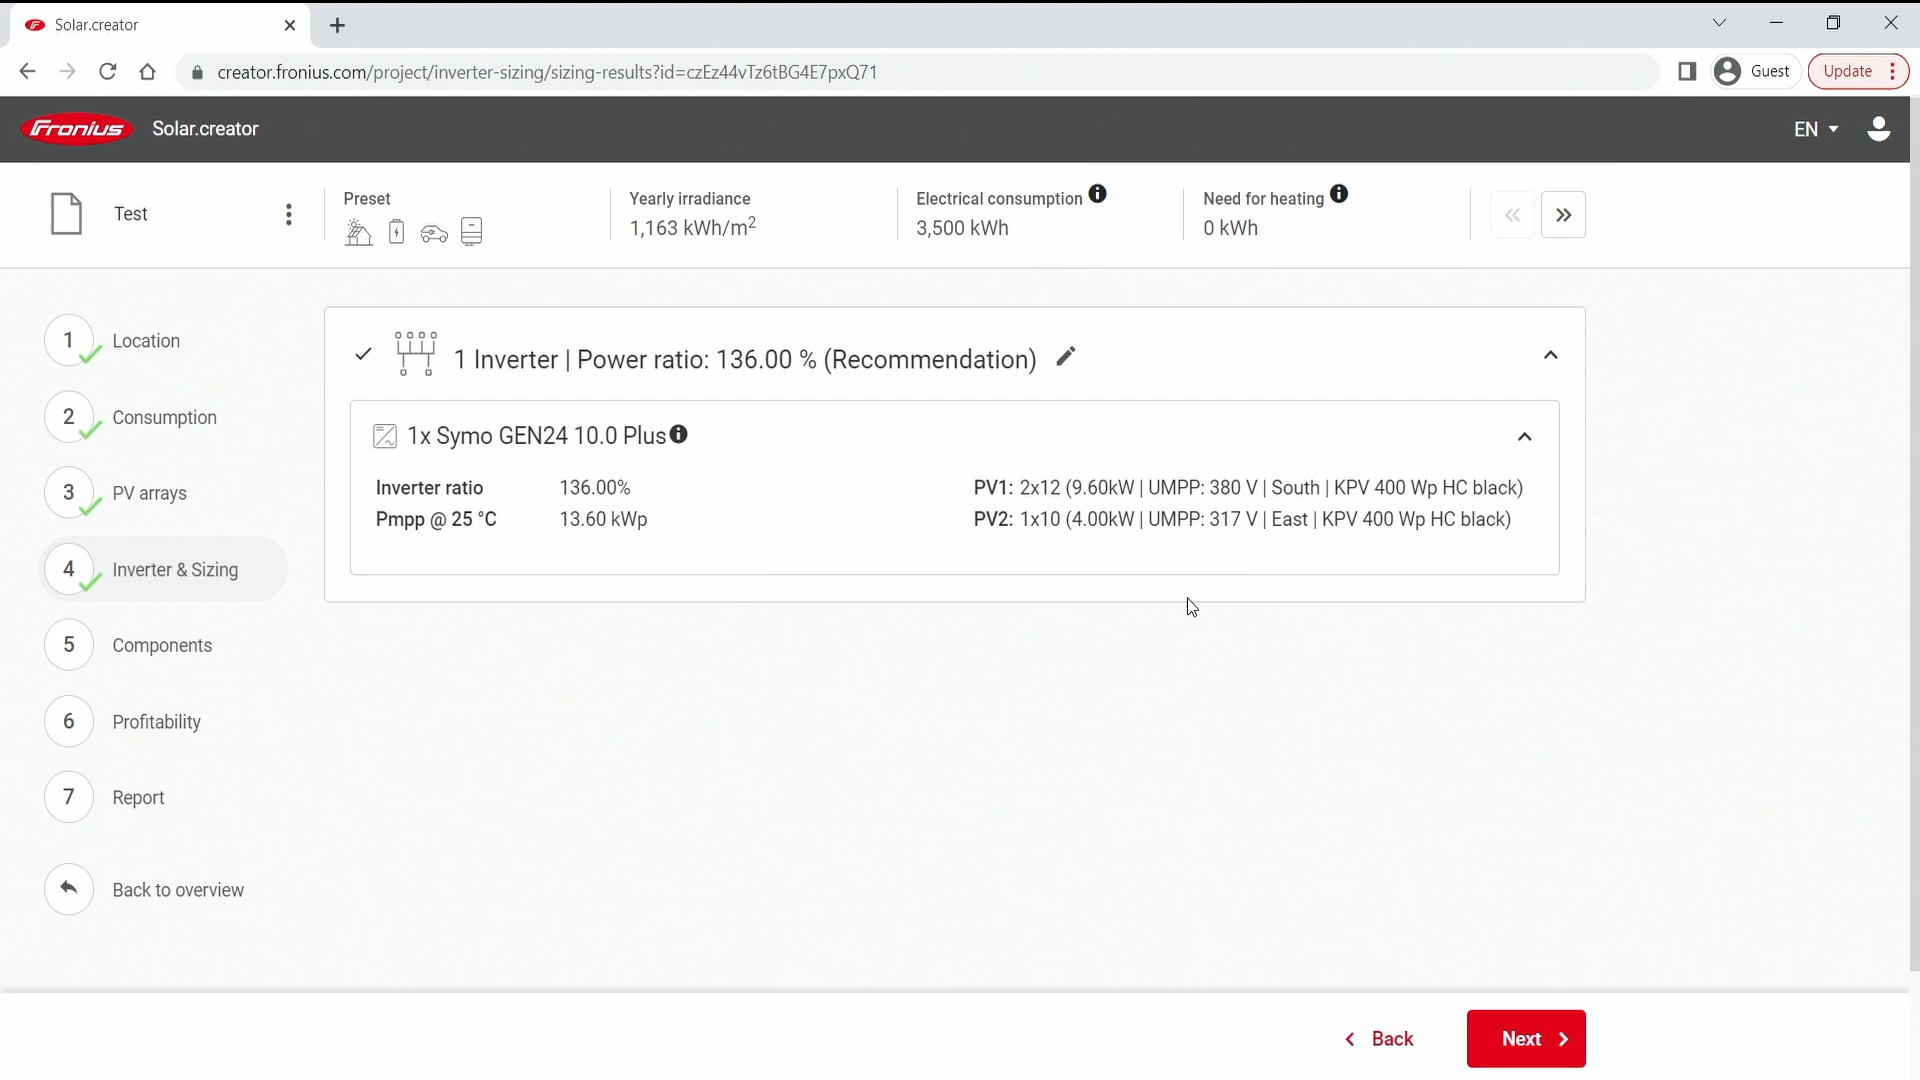 Solar.creator
creator.fronius.com/project/inverter-sizing/sizing-results?id=czEz44vTz6tBG4E7pxQ71
Guest
Update
Fronius
Solar.creator
EN
Test
Preset
Yearly irradiance
1,163 kWh/m²
Electrical consumption
3,500 kWh
Need for heating
0 kWh
1 Location
2 Consumption
3 PV arrays
4 Inverter & Sizing
5 Components
6 Profitability
7 Report
Back to overview
1 Inverter | Power ratio: 136.00 % (Recommendation)
1x Symo GEN24 10.0 Plus
Inverter ratio 136.00%
Pmpp @ 25 °C 13.60 kWp
PV1: 2x12 (9.60kW | UMPP: 380 V | South | KPV 400 Wp HC black)
PV2: 1x10 (4.00kW | UMPP: 317 V | East | KPV 400 Wp HC black)
Back
Next